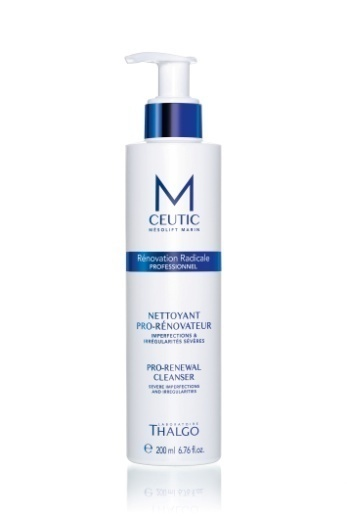 M
CEUTIC
MÉSOLIFT MARIN
Rénovation Radicale
PROFESSIONNEL
NETTOYANT
PRO-RÉNOVATEUR
IMPERFECTIONS &
IRRÉGULARITÉS SÉVÈRES
PRO-RENEWAL
CLEANSER
SEVERE IMPERFECTIONS
AND IRREGULARITIES
LABORATOIRE
THALGO
e 200 ml 6.76 fl.oz.